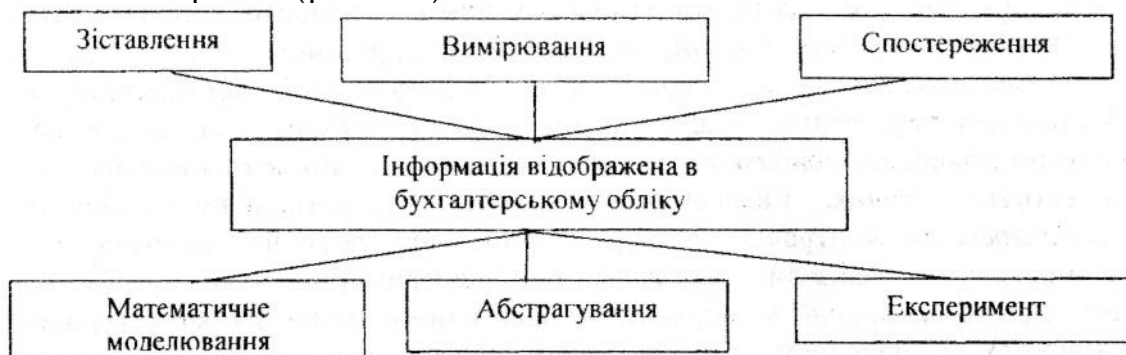 Зіставлення
Вимірювання
Спостереження
Інформація відображена в
бухгалтерському обліку
Математичне
моделювання
Абстрагування
Експеримент